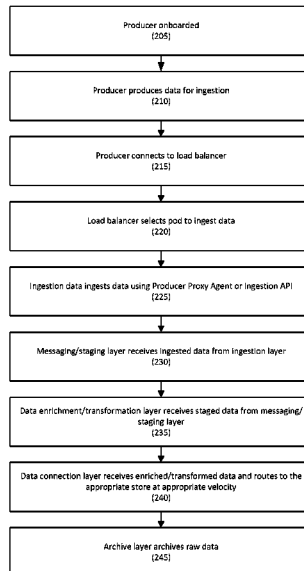 Producer onboarded
(205)
Producer produces data for ingestion
(210)
Producer connects to load balancer
(215)
Load balancer selects pod to ingest data
(220)
Ingestion data ingests data using Producer Proxy Agent or Ingestion API
(225)
Messaging/staging layer receives ingested data from ingestion layer
(230)
Data enrichment/transformation layer receives staged data from messaging/
staging layer
(235)
Data connection layer receives enriched/transformed data and routes to the
appropriate store at appropriate velocity
(240)
Archive layer archives raw data
(245)